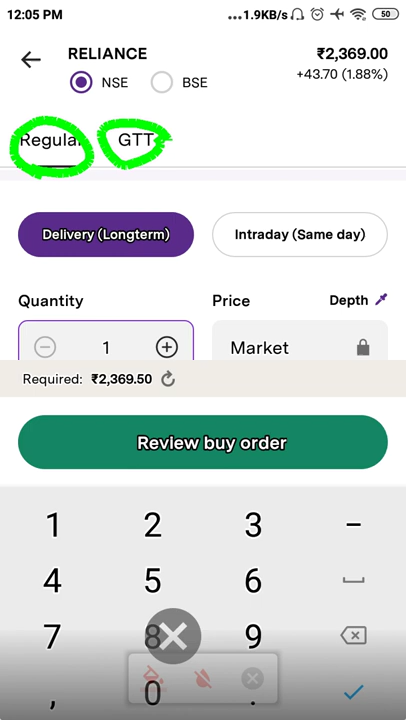 12:05 PM ...1.9KB/s 50
RELIANCE ₹2,369.00
NSE BSE +43.70 (1.88%)
Regular GTT
Delivery (Longterm) Intraday (Same day)
Quantity Price Depth
1 Market
Required: ₹2,369.50
Review buy order
1 2 3 –
4 5 6
7 8 9
, 0 .